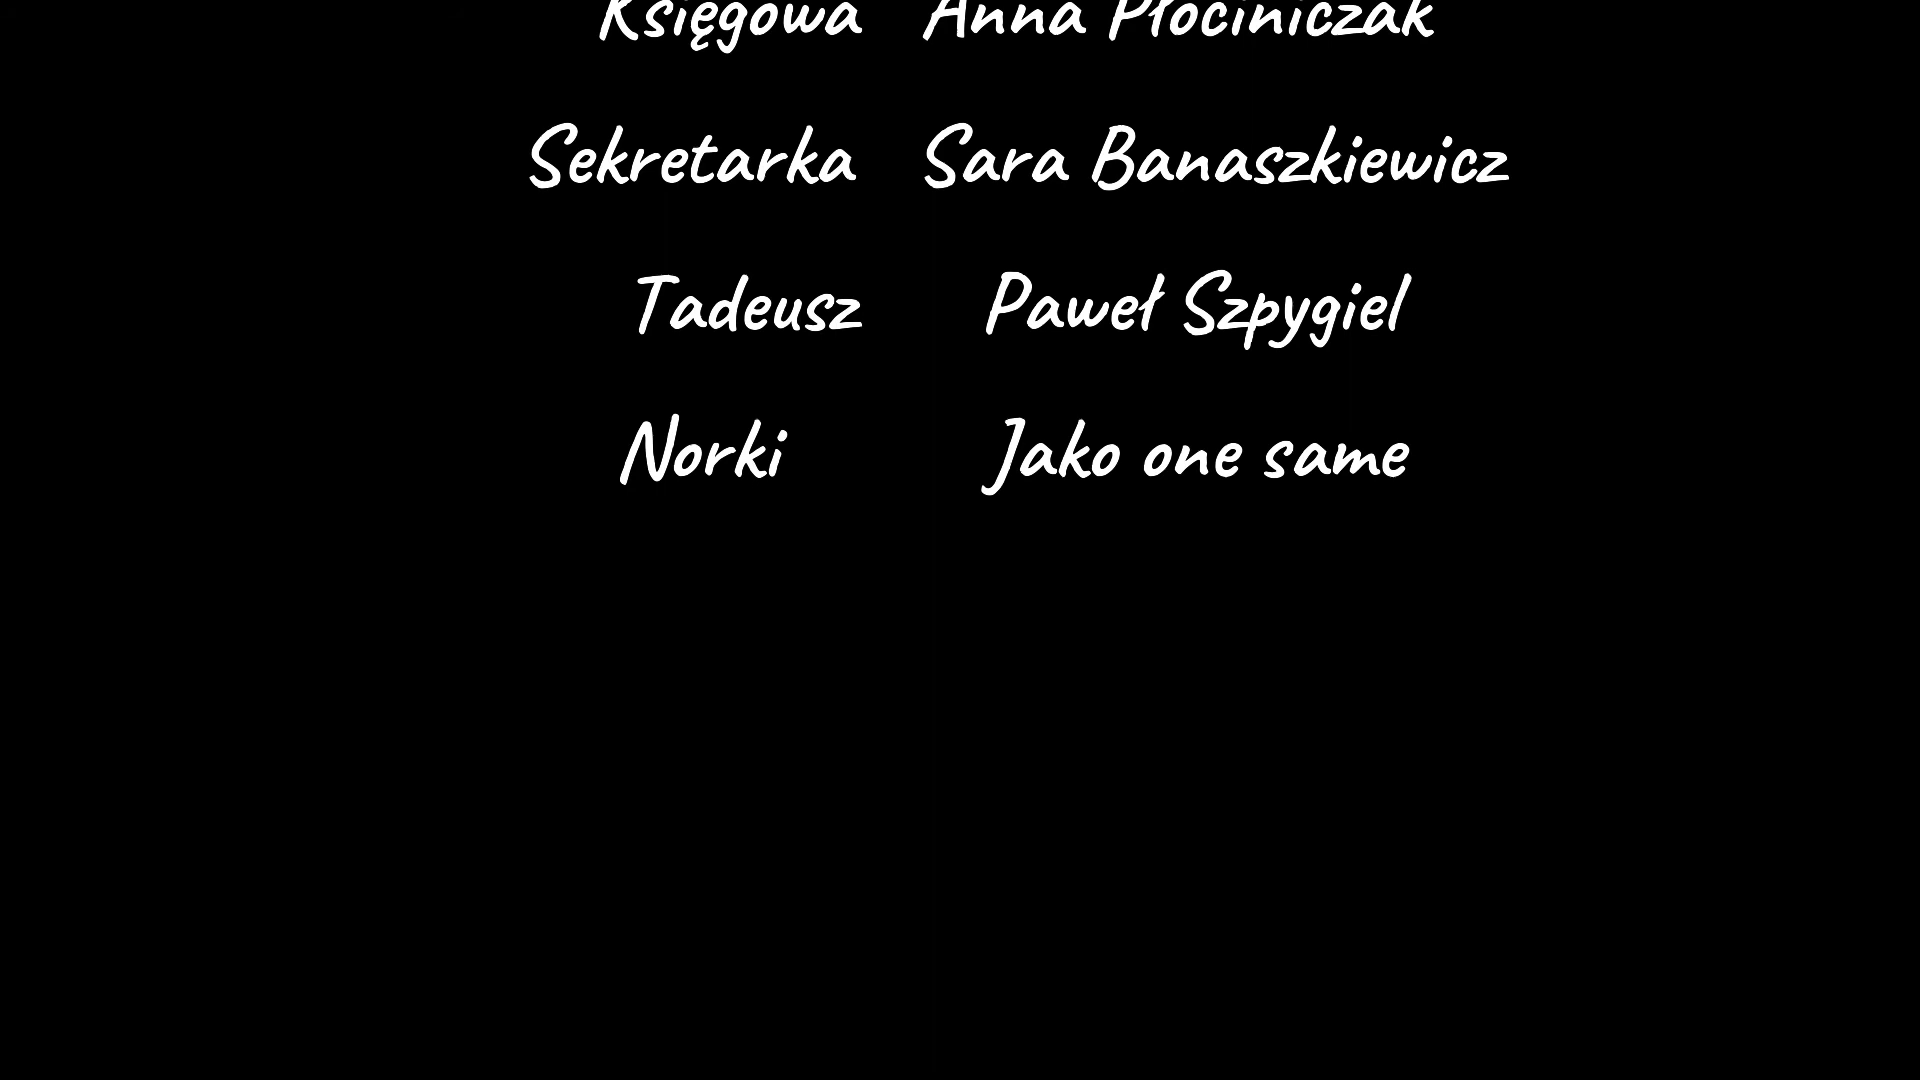 Księgowa Anna Płociniczak
Sekretarka Sara Banaszkiewicz
Tadeusz Paweł Szpygiel
Norki Jako one same